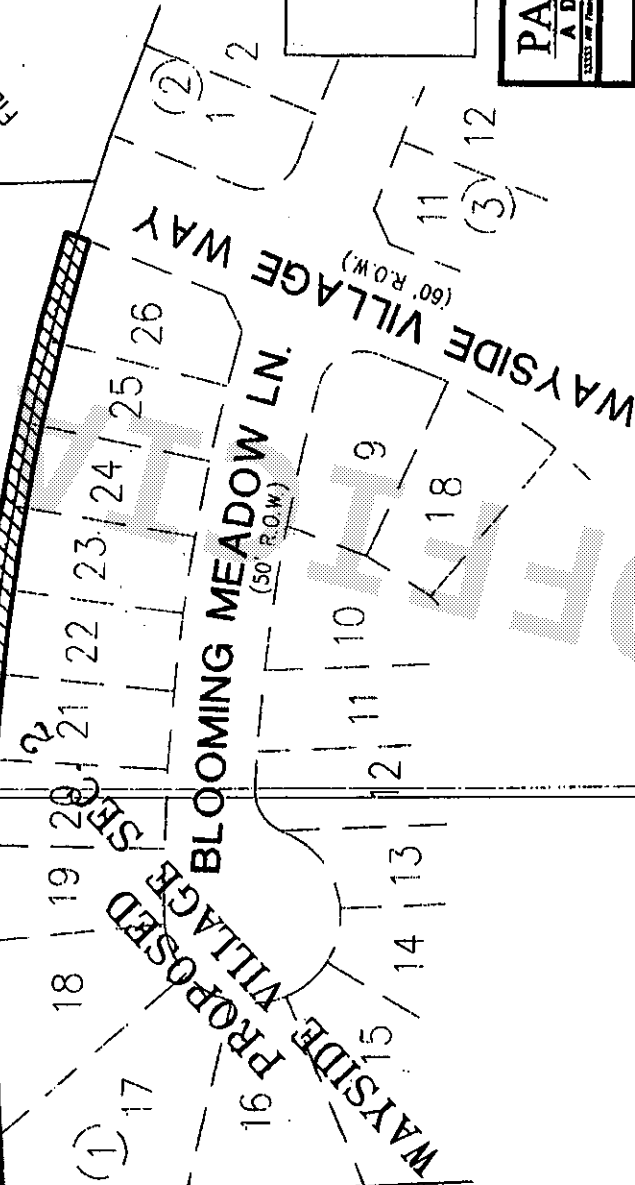 PROPOSED
WAYSIDE VILLAGE SEC. 2
BLOOMING MEADOW LN.
(50' R.O.W.)
WAYSIDE VILLAGE WAY
(60' R.O.W.)
(1)
17
18
19
20
21
22
23
24
25
26
16
15
14
13
12
11
10
9
18
(2)
1
2
11
12
(3)
PA
A D
OFFICIA